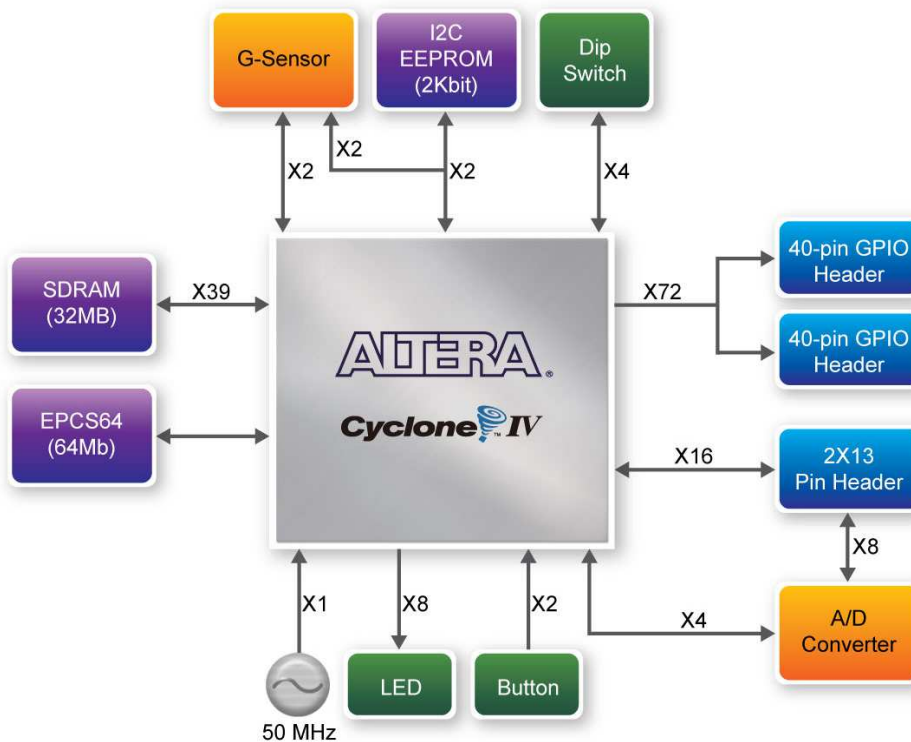 G-Sensor
I2C
EEPROM
(2Kbit)
Dip
Switch
X2
X2
X2
X4
SDRAM
(32MB)
X39
EPCS64
(64Mb)
ALTERA®
Cyclone™ IV
X72
40-pin GPIO
Header
40-pin GPIO
Header
X16
2X13
Pin Header
X8
X4
A/D
Converter
X1
X8
X2
50 MHz
LED
Button